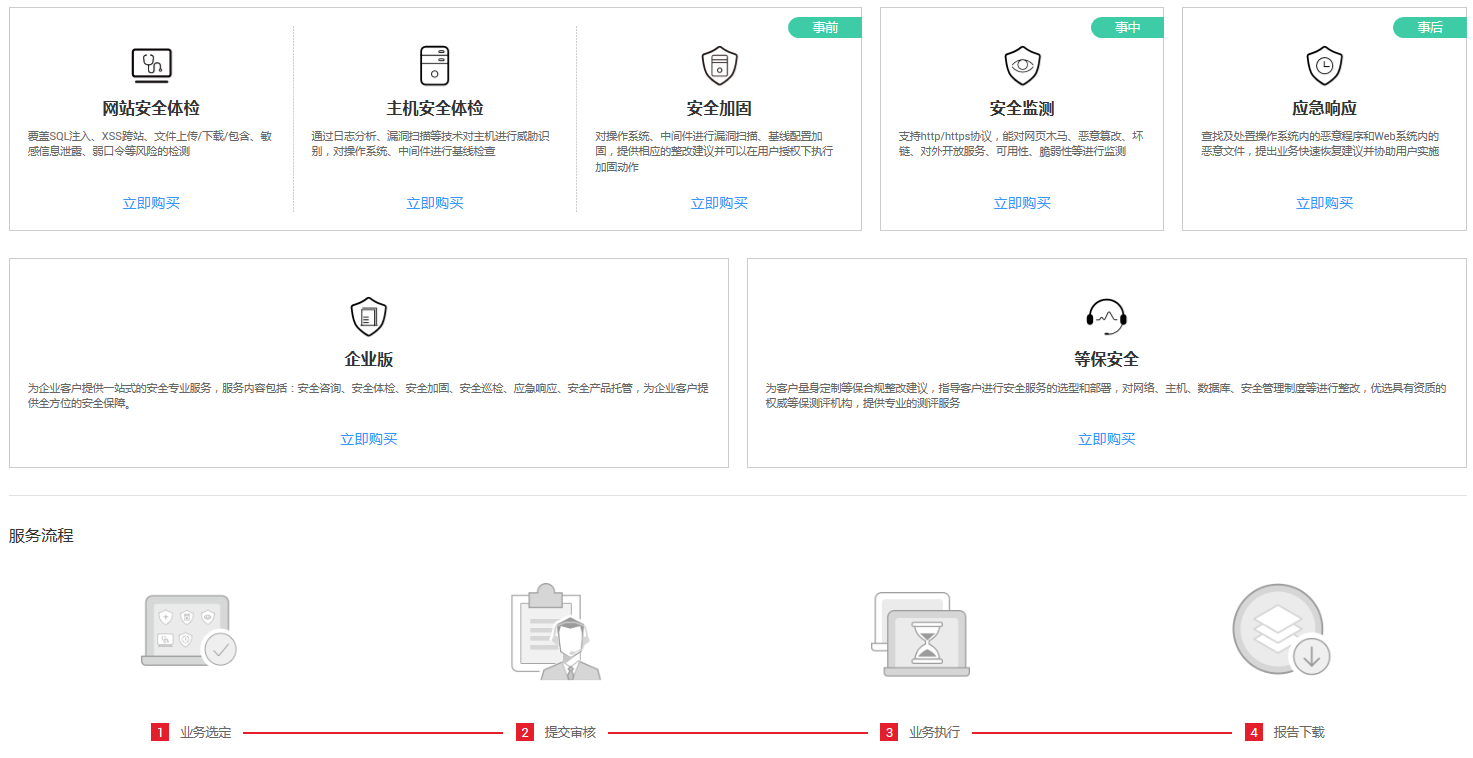 事前
网站安全体检
覆盖SQL注入、XSS跨站、文件上传/下载/包含、敏
感信息泄露、弱口令等风险的检测
立即购买
主机安全体检
通过日志分析、漏洞扫描等技术对主机进行威胁识
别，对操作系统、中间件进行基线检查
立即购买
安全加固
对操作系统、中间件进行漏洞扫描、基线配置加
固，提供相应的整改建议并可以在用户授权下执行
加固动作
立即购买
事中
安全监测
支持http/https协议，能对网页木马、恶意篡改、坏
链、对外开放服务、可用性、脆弱性等进行监测
立即购买
事后
应急响应
查找及处置操作系统内的恶意程序和Web系统内的
恶意文件，提出业务快速恢复建议并协助用户实施
立即购买
企业版
为企业客户提供一站式的安全专业服务，服务内容包括：安全咨询、安全体检、安全加固、安全巡检、应急响应、安全产品托管，为企业客户提
供全方位的安全保障。
立即购买
等保安全
为客户量身定制等保合规整改建议，指导客户进行安全服务的选型和部署，对网络、主机、数据库、安全管理制度等进行整改，优选具有资质的
权威等保测评机构，提供专业的测评服务
立即购买
服务流程
1 业务选定
2 提交审核
3 业务执行
4 报告下载